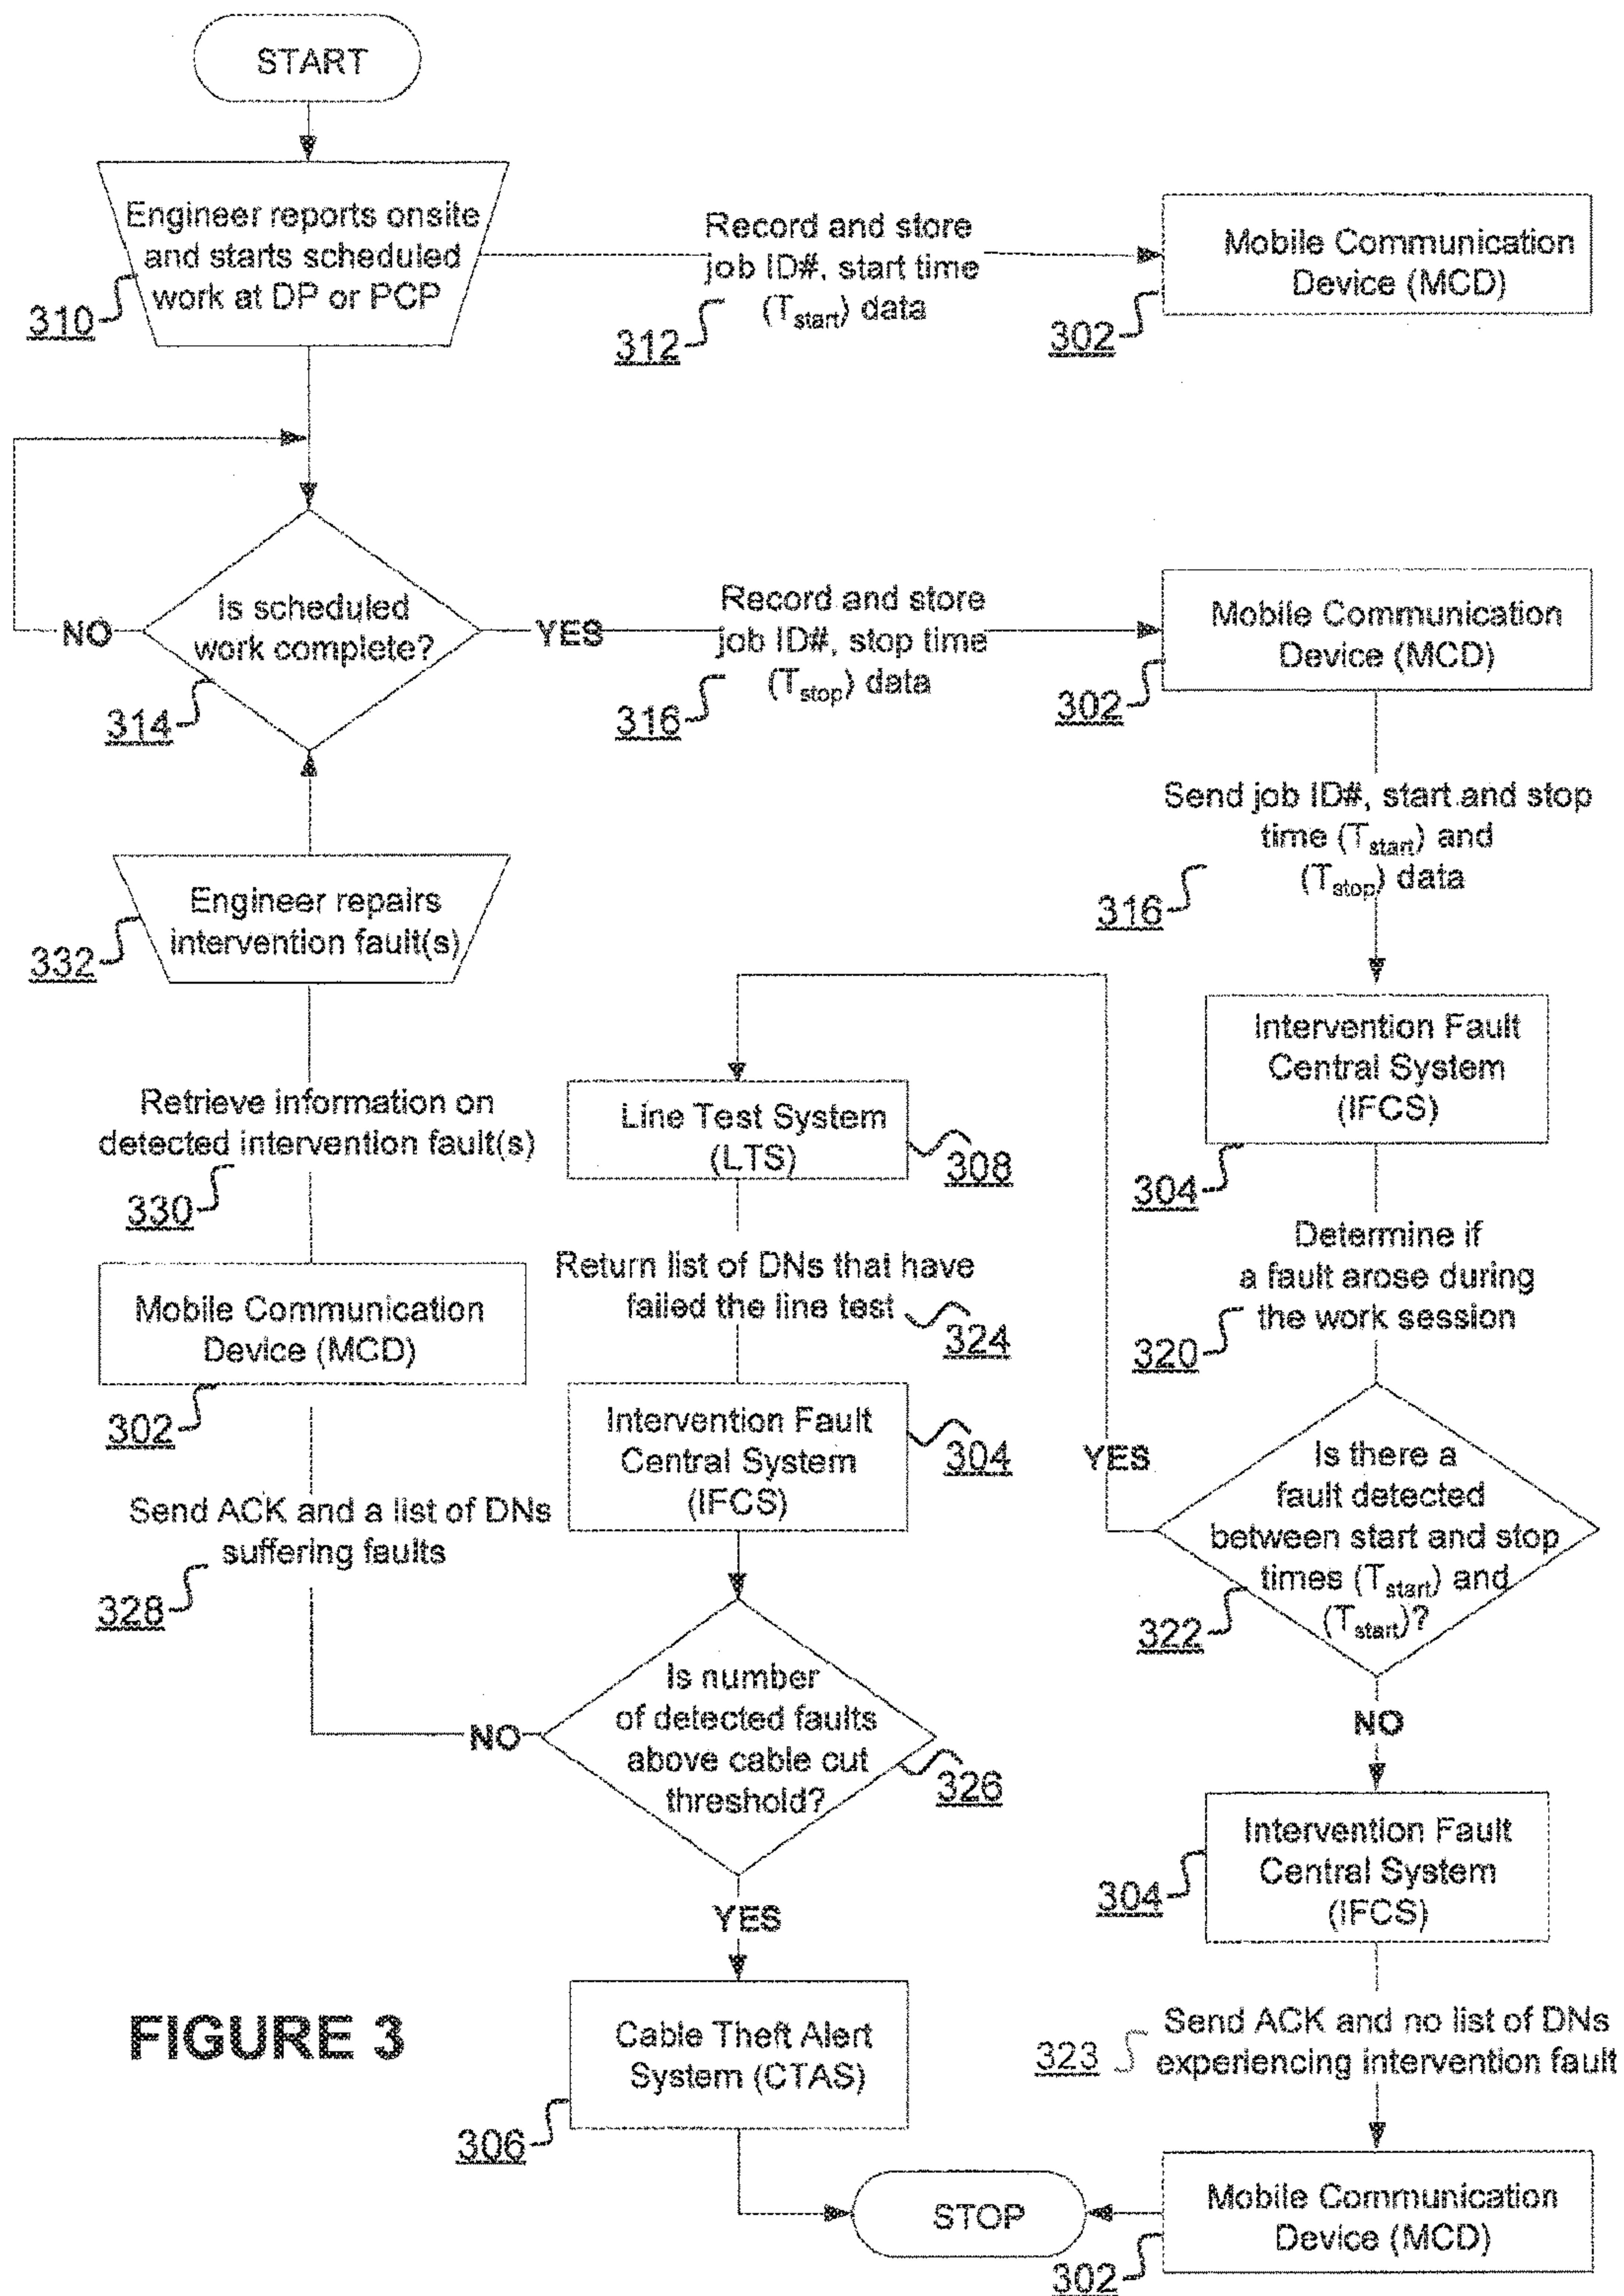 START
Engineer reports onsite
and starts scheduled
work at DP or PCP
310
Record and store
job ID#, start time
(Tstart) data
312
Mobile Communication
Device (MCD)
302
Is scheduled
work complete?
NO
YES
314
Record and store
job ID#, stop time
(Tstop) data
316
Mobile Communication
Device (MCD)
302
Send job ID#, start and stop
time (Tstart) and
(Tstop) data
316
Engineer repairs
intervention fault(s)
332
Intervention Fault
Central System
(IFCS)
304
Retrieve information on
detected intervention fault(s)
330
Line Test System
(LTS)
308
Determine if
a fault arose during
the work session
320
Return list of DNs that have
failed the line test
324
Mobile Communication
Device (MCD)
302
Intervention Fault
Central System
(IFCS)
304
YES
Is there a
fault detected
between start and stop
times (Tstart) and
(Tstart)?
322
Send ACK and a list of DNs
suffering faults
328
NO
Is number
of detected faults
above cable cut
threshold?
326
NO
Intervention Fault
Central System
(IFCS)
304
YES
FIGURE 3
Cable Theft Alert
System (CTAS)
306
Send ACK and no list of DNs
experiencing intervention fault
323
STOP
Mobile Communication
Device (MCD)
302